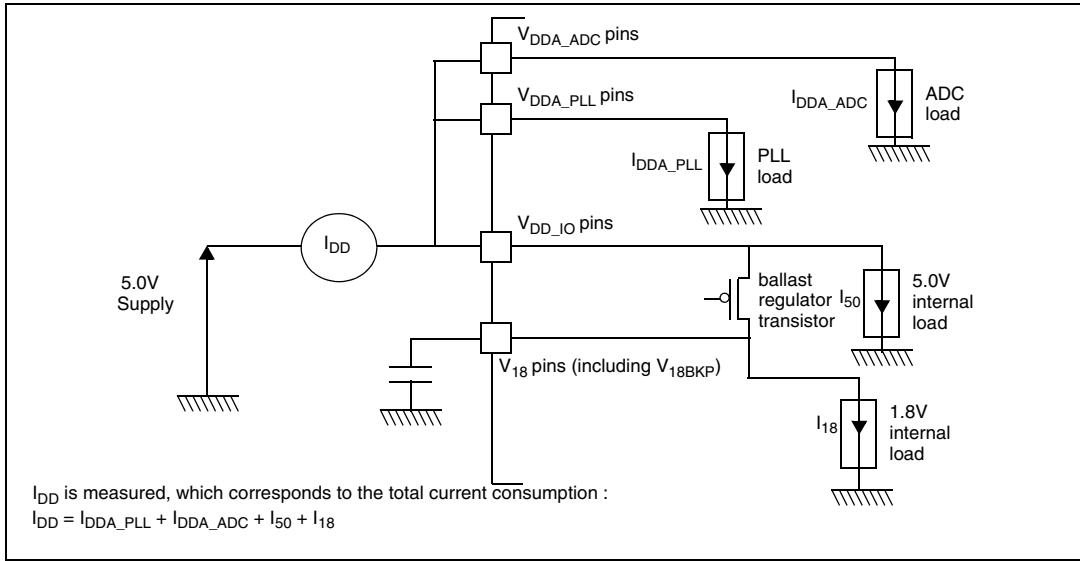 VDDA_ADC pins
IDDA_ADC
ADC
load
VDDA_PLL pins
IDDA_PLL
PLL
load
VDD_IO pins
IDD
5.0V
Supply
ballast
regulator
transistor
I50
5.0V
internal
load
V18 pins (including V18BKP)
I18
1.8V
internal
load
IDD is measured, which corresponds to the total current consumption :
IDD = IDDA_PLL + IDDA_ADC + I50 + I18